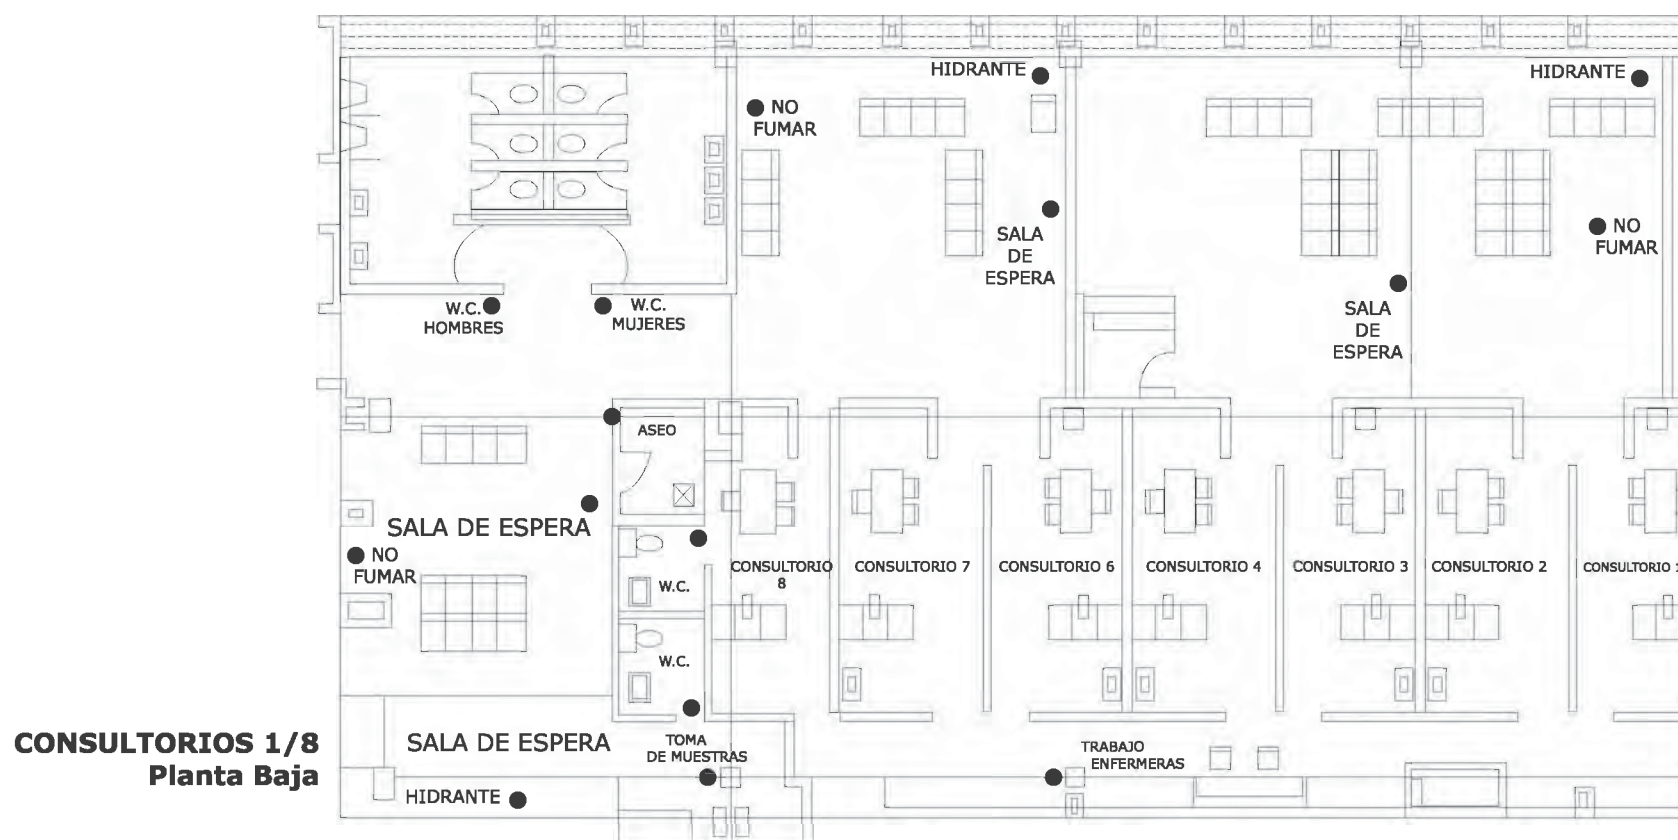 HIDRANTE
HIDRANTE
NO
FUMAR
SALA
DE
ESPERA
NO
FUMAR
W.C.
HOMBRES
W.C.
MUJERES
SALA
DE
ESPERA
ASEO
SALA DE ESPERA
NO
FUMAR
W.C.
W.C.
CONSULTORIO
8
CONSULTORIO 7
CONSULTORIO 6
CONSULTORIO 4
CONSULTORIO 3
CONSULTORIO 2
CONSULTORIO 1
CONSULTORIOS 1/8
Planta Baja
SALA DE ESPERA
TOMA
DE MUESTRAS
TRABAJO
ENFERMERAS
HIDRANTE